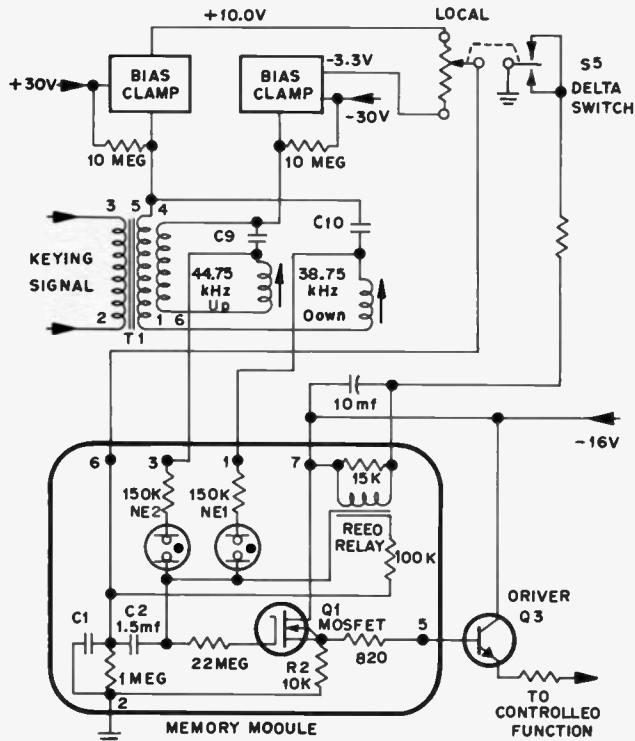 +10.0V
LOCAL
+30V
BIAS
CLAMP
BIAS
CLAMP
-3.3V
-30V
S5
DELTA
SWITCH
10 MEG
10 MEG
3
5
4
C9
C10
KEYING
SIGNAL
44.75
kHz
Up
38.75
kHz
Oown
2
1
6
T1
10mf
-16V
6
3
1
7
150K
NE2
150K
NE1
15K
REEO
RELAY
100K
C1
C2
1.5mf
Q1
MOSFET
5
ORIVER
Q3
22MEG
820
1MEG
R2
10K
2
TO
CONTROLLEO
FUNCTION
MEMORY MODULE